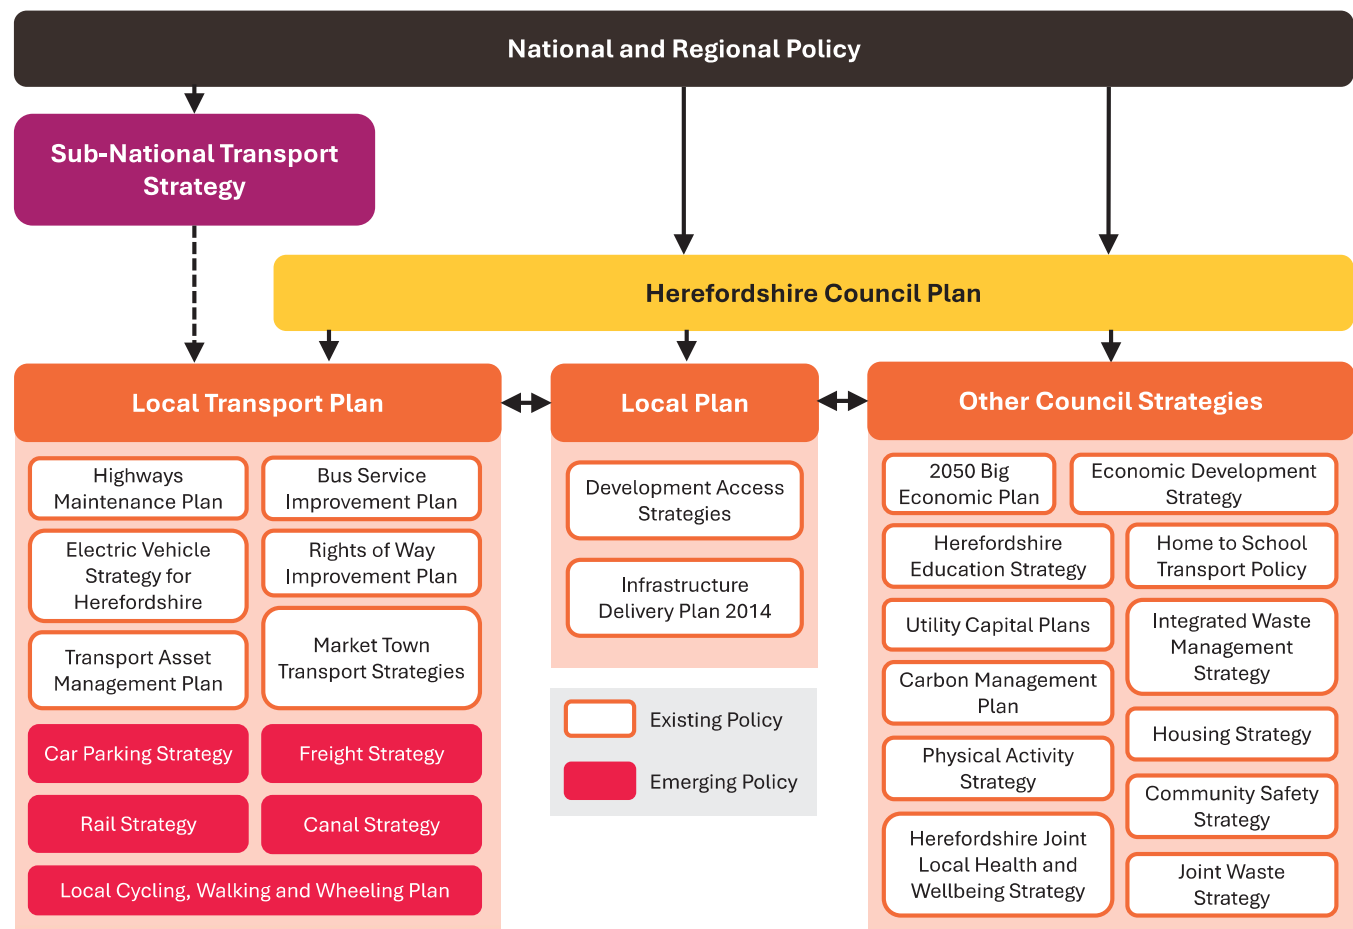 National and Regional Policy
Sub-National Transport
Strategy
Herefordshire Council Plan
Local Transport Plan
Highways
Maintenance Plan
Bus Service
Improvement Plan
Electric Vehicle
Strategy for
Herefordshire
Rights of Way
Improvement Plan
Transport Asset
Management Plan
Market Town
Transport Strategies
Car Parking Strategy
Freight Strategy
Rail Strategy
Canal Strategy
Local Cycling, Walking and Wheeling Plan
Local Plan
Development Access
Strategies
Infrastructure
Delivery Plan 2014
Existing Policy
Emerging Policy
Other Council Strategies
2050 Big
Economic Plan
Economic Development
Strategy
Herefordshire
Education Strategy
Home to School
Transport Policy
Utility Capital Plans
Integrated Waste
Management
Strategy
Carbon Management
Plan
Housing Strategy
Physical Activity
Strategy
Community Safety
Strategy
Herefordshire Joint
Local Health and
Wellbeing Strategy
Joint Waste
Strategy